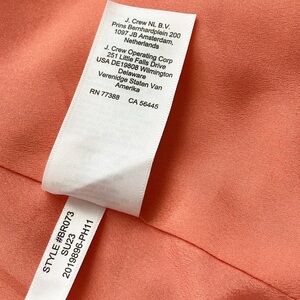 J. Crew NL B.V.
Prins Bernhardplein 200
1097 JB Amsterdam,
Netherlands
J. Crew Operating Corp
251 Little Falls Drive
USA DE19808 Wilmington
Delaware
Verenidge Staten Van
Amerika
RN 77388 CA 56445
STYLE #BR073
SU23
2019896-PH11